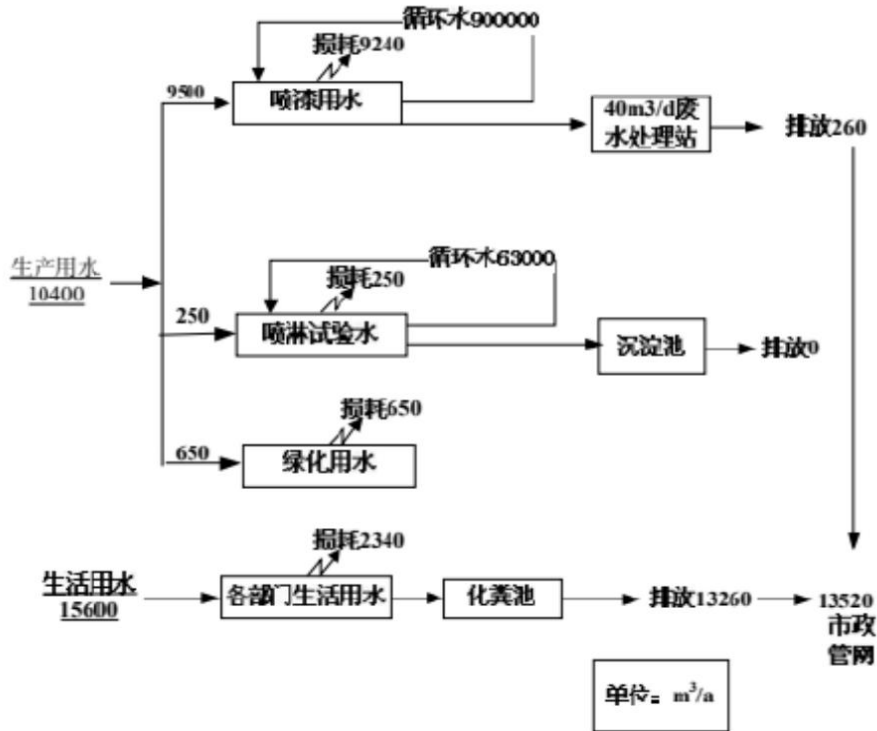 循环水900000
损耗9240
9500
喷漆用水
40m3/d废
水处理站
排放260
循环水63000
生产用水
10400
损耗250
250
喷淋试验水
沉淀池
排放0
损耗650
650
绿化用水
损耗2340
生活用水
15600
各部门生活用水
化粪池
排放13260
13520
市政
管网
单位：m³/a